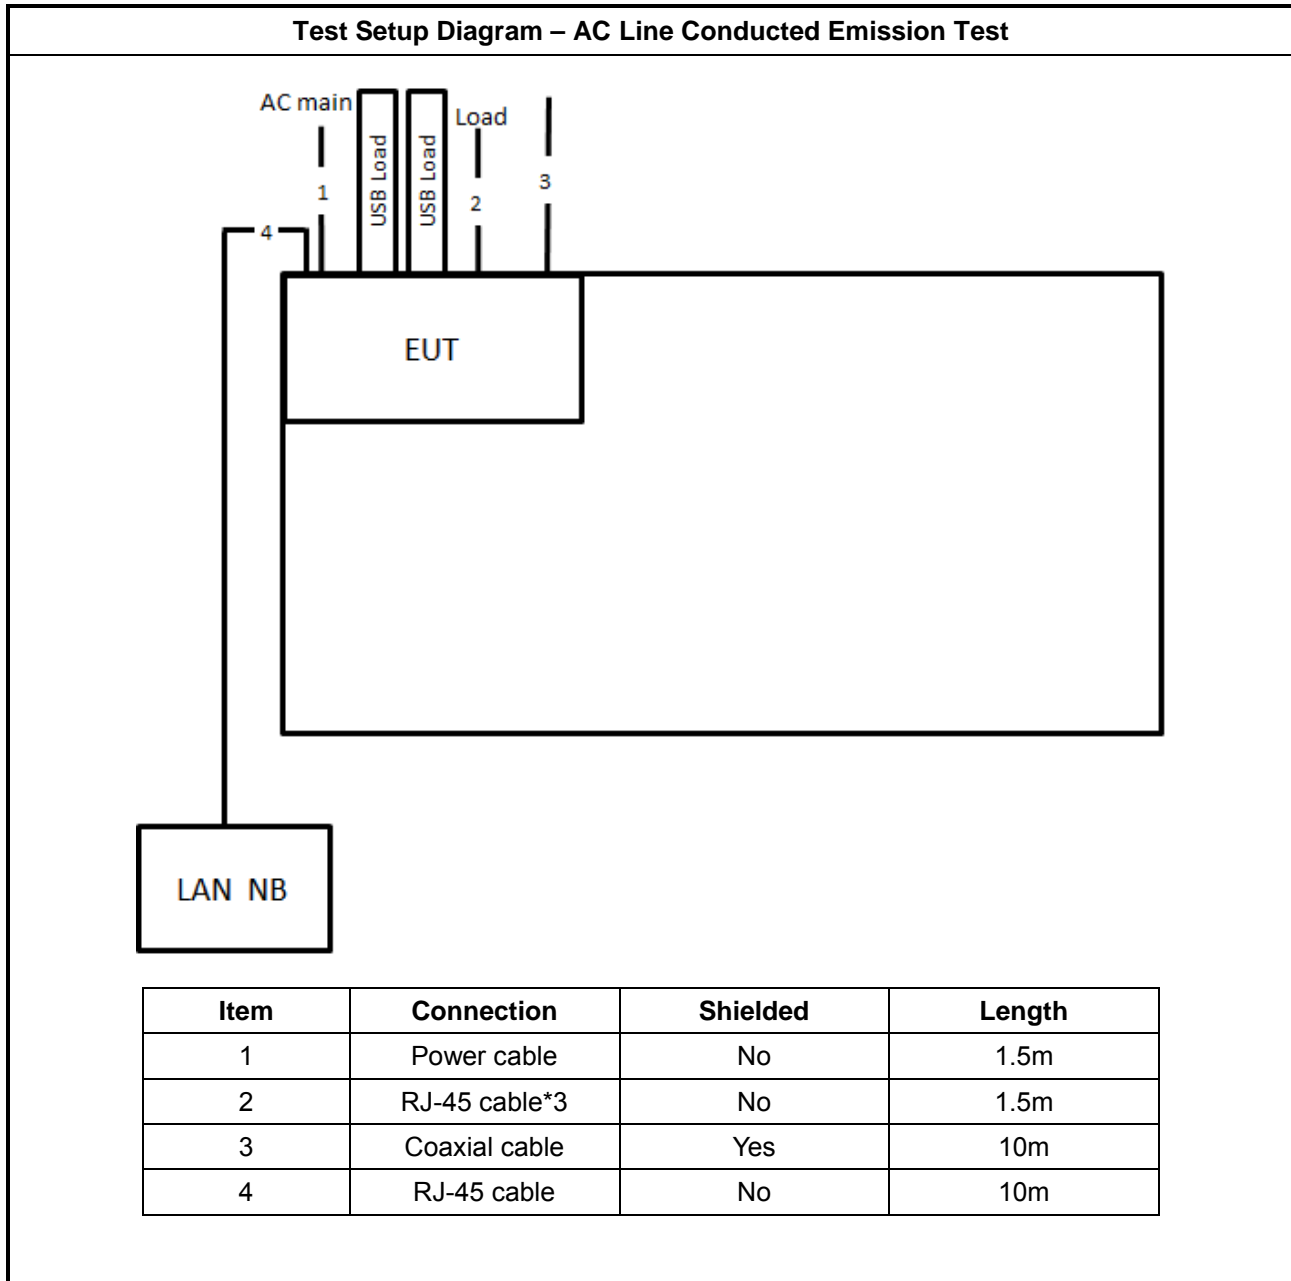 Test Setup Diagram – AC Line Conducted Emission Test
AC main
USB Load
USB Load
Load
1
2
3
4
EUT
LAN NB
Item Connection Shielded Length
1 Power cable No 1.5m
2 RJ-45 cable*3 No 1.5m
3 Coaxial cable Yes 10m
4 RJ-45 cable No 10m